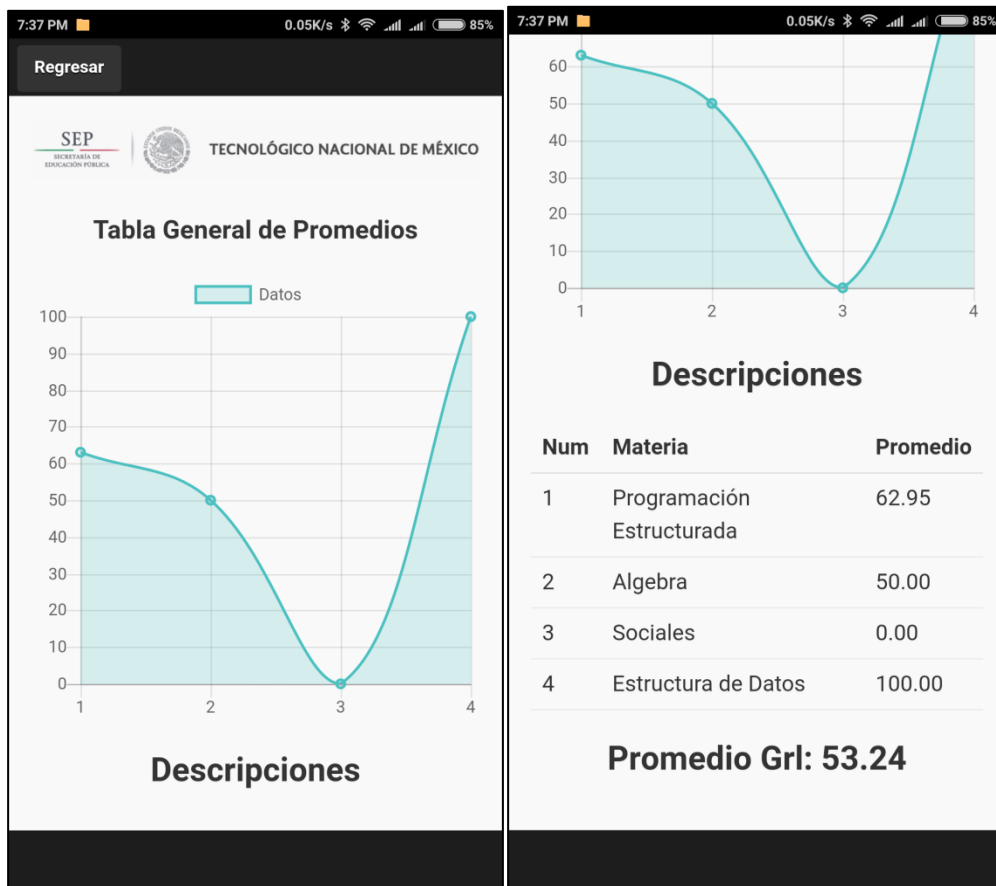 7:37 PM 0.05K/s 85%
Regresar
SEP
SECRETARÍA DE
EDUCACIÓN PÚBLICA
TECNOLÓGICO NACIONAL DE MÉXICO
Tabla General de Promedios
Datos
100
90
80
70
60
50
40
30
20
10
0
1 2 3 4
Descripciones
7:37 PM 0.05K/s 85%
60
50
40
30
20
10
0
1 2 3 4
Descripciones
Num Materia Promedio
1 Programación 62.95
Estructurada
2 Algebra 50.00
3 Sociales 0.00
4 Estructura de Datos 100.00
Promedio Grl: 53.24